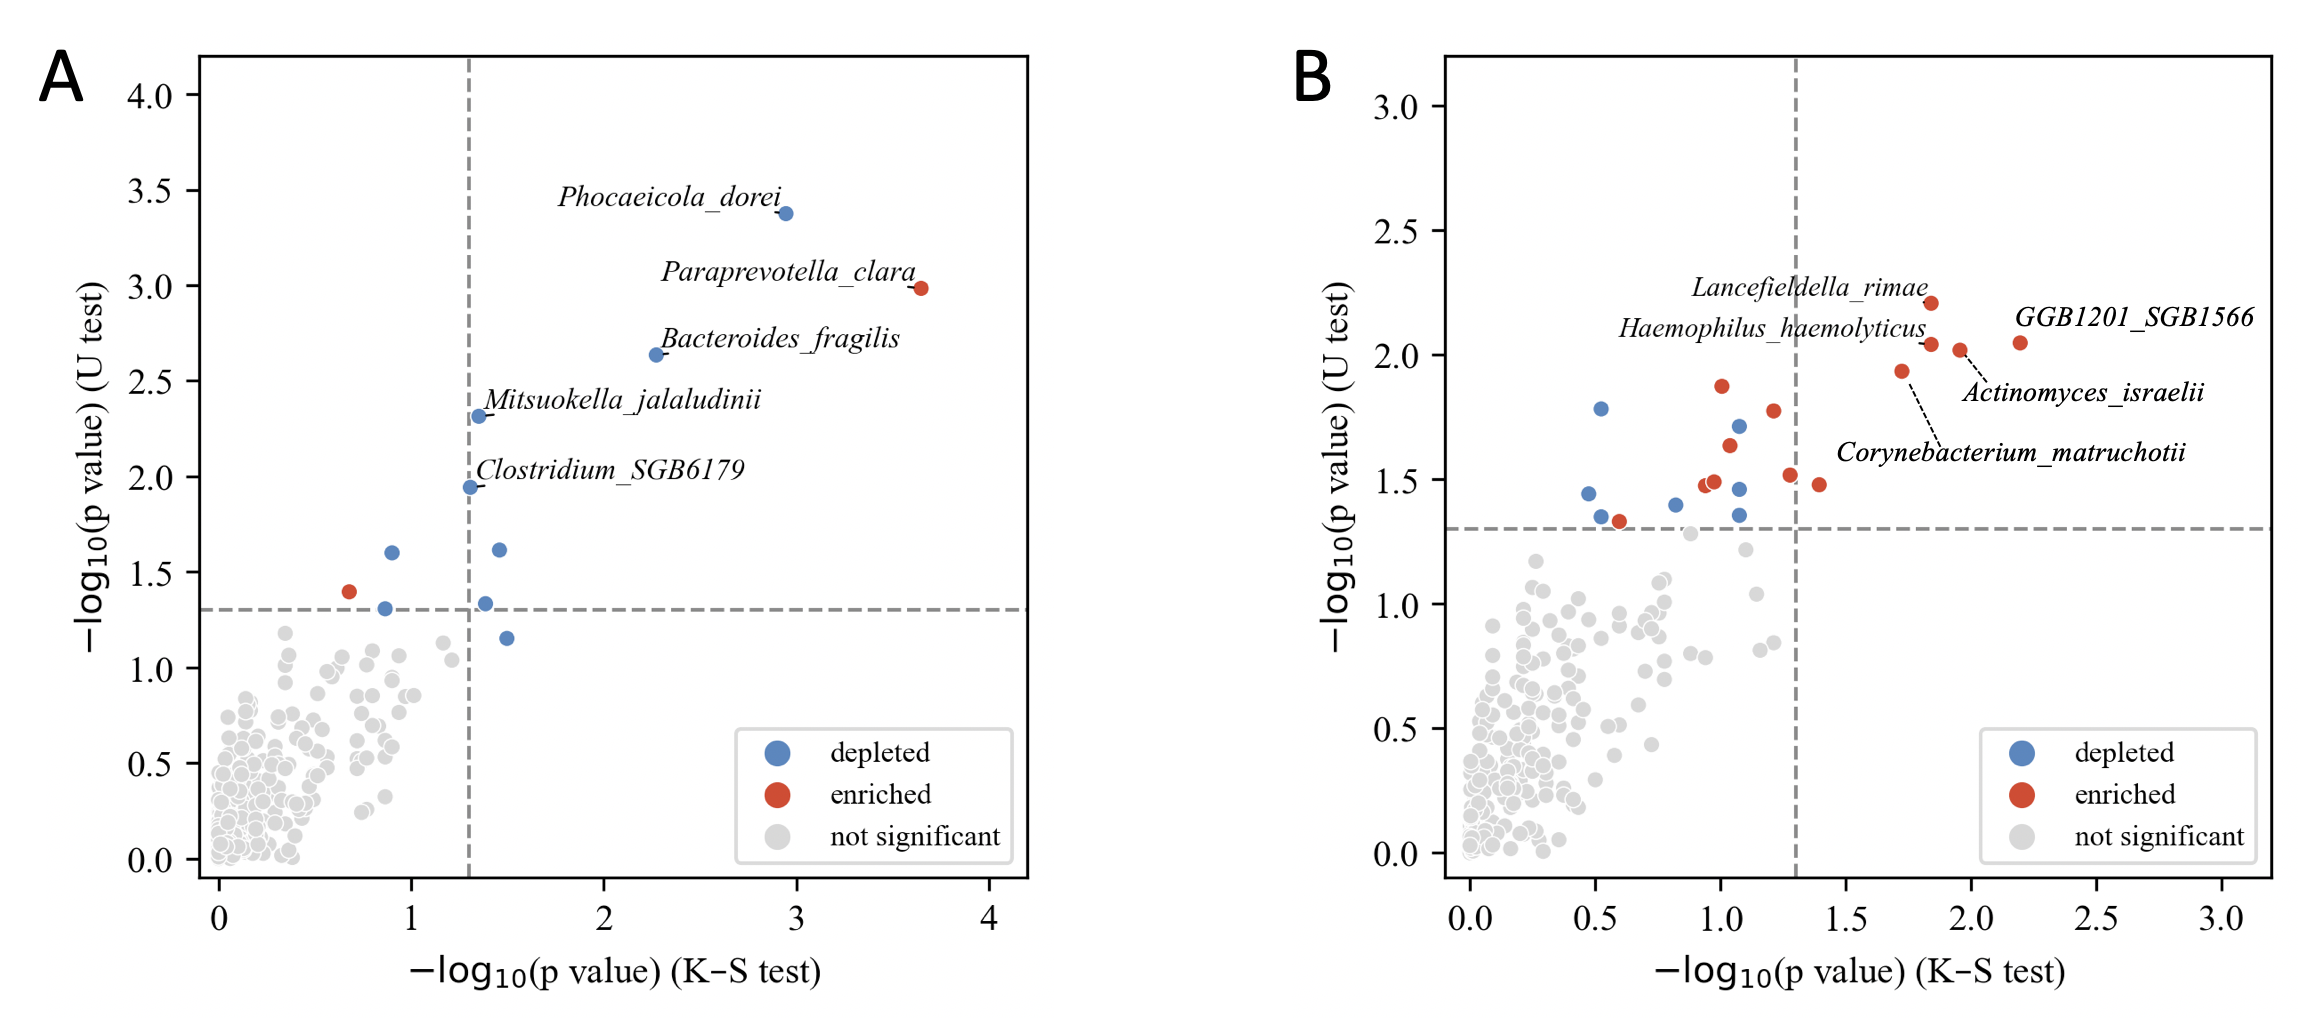 A
4.0
3.5
3.0
2.5
2.0
1.5
1.0
0.5
0.0
−log10(p value) (U test)
Phocaeicola_dorei
Paraprevotella_clara
Bacteroides_fragilis
Mitsuokella_jalaludinii
Clostridium_SGB6179
depleted
enriched
not significant
0 1 2 3 4
−log10(p value) (K–S test)
B
3.0
2.5
2.0
1.5
1.0
0.5
0.0
−log10(p value) (U test)
Lancefieldella_rimae
GGB1201_SGB1566
Haemophilus_haemolyticus
Actinomyces_israelii
Corynebacterium_matruchotii
depleted
enriched
not significant
0.0 0.5 1.0 1.5 2.0 2.5 3.0
−log10(p value) (K–S test)